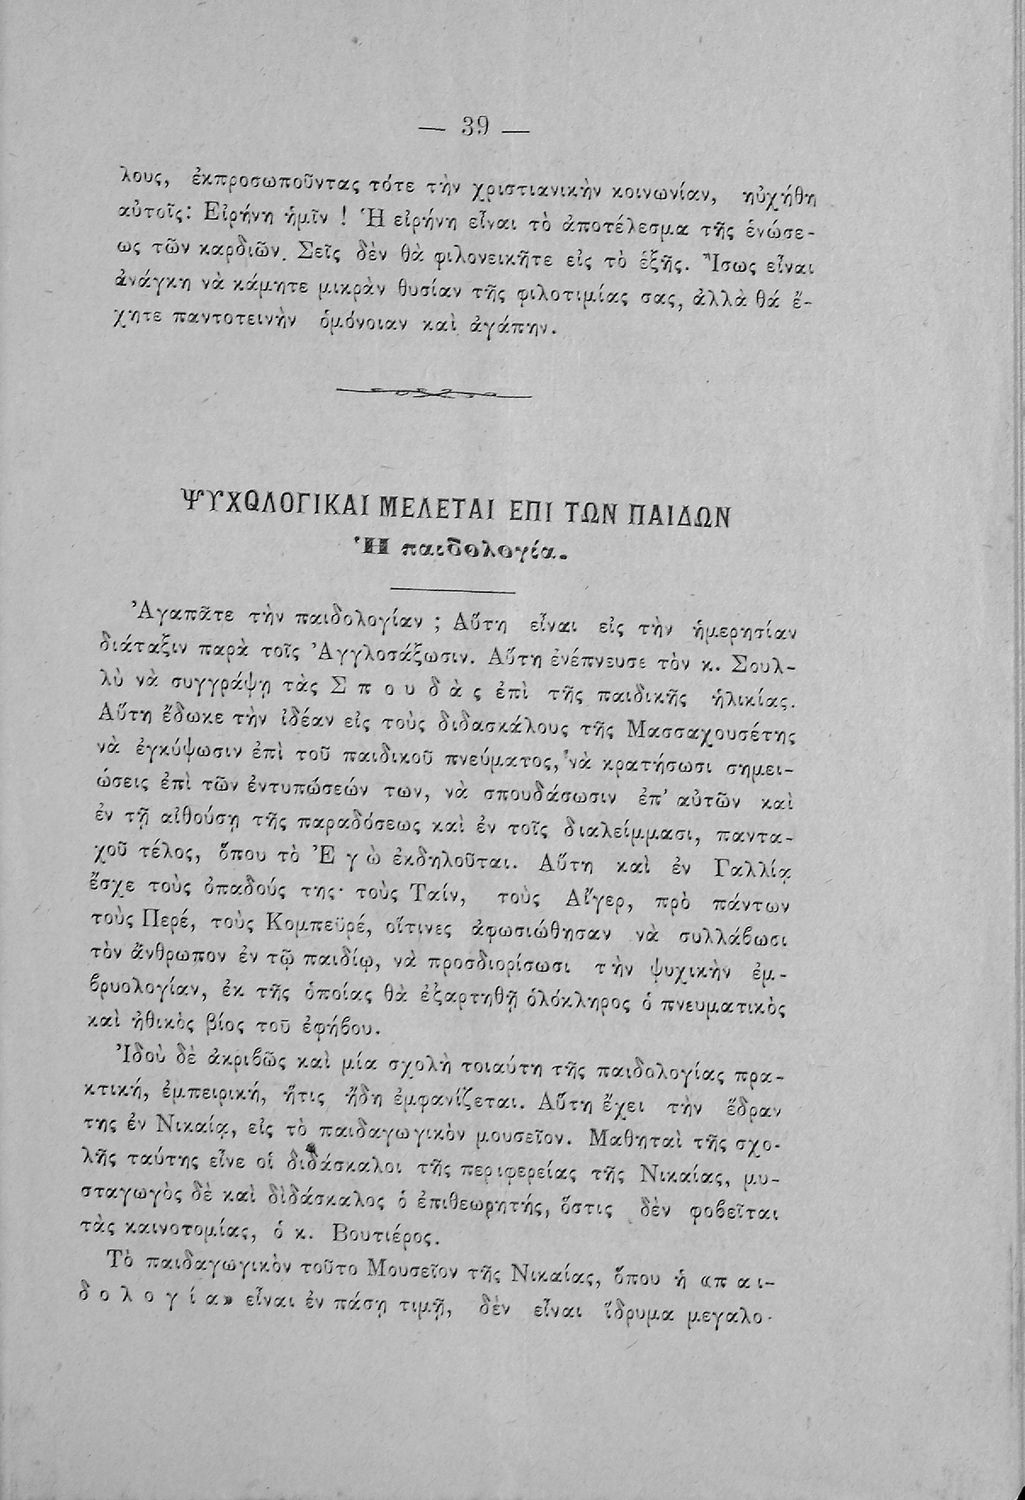 — 39 —
λους, ἐκπροσωποῦντας τότε τὴν χριστιανικὴν κοινωνίαν, ηὐχήθη
αὐτοῖς: Εἰρήνη ἡμῖν ! Ἡ εἰρήνη εἶναι τὸ ἀποτέλεσμα τῆς ἑνώσε-
ως τῶν καρδιῶν. Σεῖς δὲν θὰ φιλονεικῆτε εἰς τὸ ἑξῆς. Ἴσως εἶναι
ἀνάγκη νὰ κάμητε μικρὰν θυσίαν τῆς φιλοτιμίας σας, ἀλλὰ θά ἔ-
χητε παντοτεινὴν ὁμόνοιαν καὶ ἀγάπην.
ΨΥΧΟΛΟΓΙΚΑΙ ΜΕΛΕΤΑΙ ΕΠΙ ΤΩΝ ΠΑΙΔΩΝ
Ἡ παιδολογία.
Ἀγαπᾶτε τὴν παιδολογίαν ; Αὕτη εἶναι εἰς τὴν ἡμερησίαν
διάταξιν παρὰ τοῖς Ἀγγλοσάξωσιν. Αὕτη ἐνέπνευσε τὸν κ. Σουλ-
λὺ νὰ συγγράψῃ τὰς Σ π ο υ δ ὰ ς ἐπὶ τῆς παιδικῆς ἡλικίας.
Αὕτη ἔδωκε τὴν ἰδέαν εἰς τοὺς διδασκάλους τῆς Μασσαχουσέτης
νὰ ἐγκύψωσιν ἐπὶ τοῦ παιδικοῦ πνεύματος, νὰ κρατήσωσι σημει-
ώσεις ἐπὶ τῶν ἐντυπώσεών των, νὰ σπουδάσωσιν ἐπ' αὐτῶν καὶ
ἐν τῇ αἰθούσῃ τῆς παραδόσεως καὶ ἐν τοῖς διαλείμμασι, παντα-
χοῦ τέλος, ὅπου τὸ Ἐ γ ὼ ἐκδηλοῦται. Αὕτη καὶ ἐν Γαλλίᾳ
ἔσχε τοὺς ὀπαδούς της· τοὺς Ταίν, τοὺς Αἴγερ, πρὸ πάντων
τοὺς Περέ, τοὺς Κομπεϋρέ, οἵτινες ἀφωσιώθησαν νὰ συλλάβωσι
τὸν ἄνθρωπον ἐν τῷ παιδίῳ, νὰ προσδιορίσωσι τὴν ψυχικὴν ἐμ-
βρυολογίαν, ἐκ τῆς ὁποίας θὰ ἐξαρτηθῇ ὁλόκληρος ὁ πνευματικὸς
καὶ ἠθικὸς βίος τοῦ ἐφήβου.
Ἰδοὺ δὲ ἀκριβῶς καὶ μία σχολὴ τοιαύτη τῆς παιδολογίας πρα-
κτική, ἐμπειρική, ἥτις ἤδη ἐμφανίζεται. Αὕτη ἔχει τὴν ἕδραν
της ἐν Νικαίᾳ, εἰς τὸ παιδαγωγικὸν μουσεῖον. Μαθηταὶ τῆς σχο-
λῆς ταύτης εἶνε οἱ διδάσκαλοι τῆς περιφερείας τῆς Νικαίας, μυ-
σταγωγὸς δὲ καὶ διδάσκαλος ὁ ἐπιθεωρητής, ὅστις δὲν φοβεῖται
τὰς καινοτομίας, ὁ κ. Βουτιέρος.
Τὸ παιδαγωγικὸν τοῦτο Μουσεῖον τῆς Νικαίας, ὅπου ἡ «π α ι-
δ ο λ ο γ ί α» εἶναι ἐν πάσῃ τιμῇ, δὲν εἶναι ἵδρυμα μεγαλο-